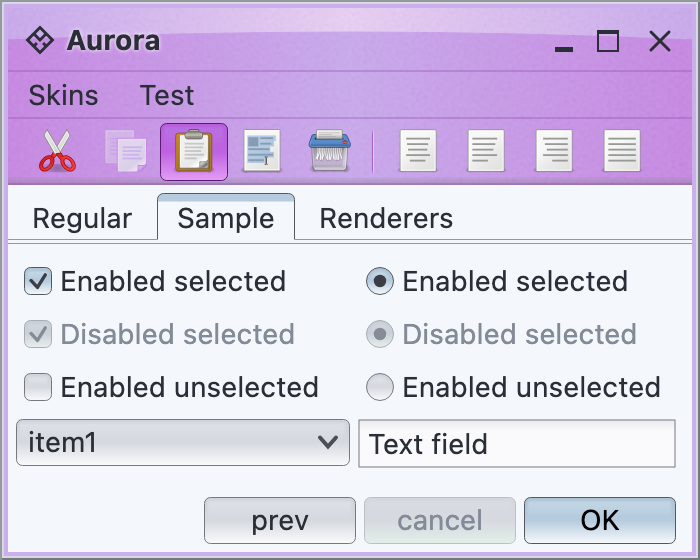 Aurora
Skins Test
Regular Sample Renderers
Enabled selected Enabled selected
Disabled selected Disabled selected
Enabled unselected Enabled unselected
item1 Text field
prev cancel OK